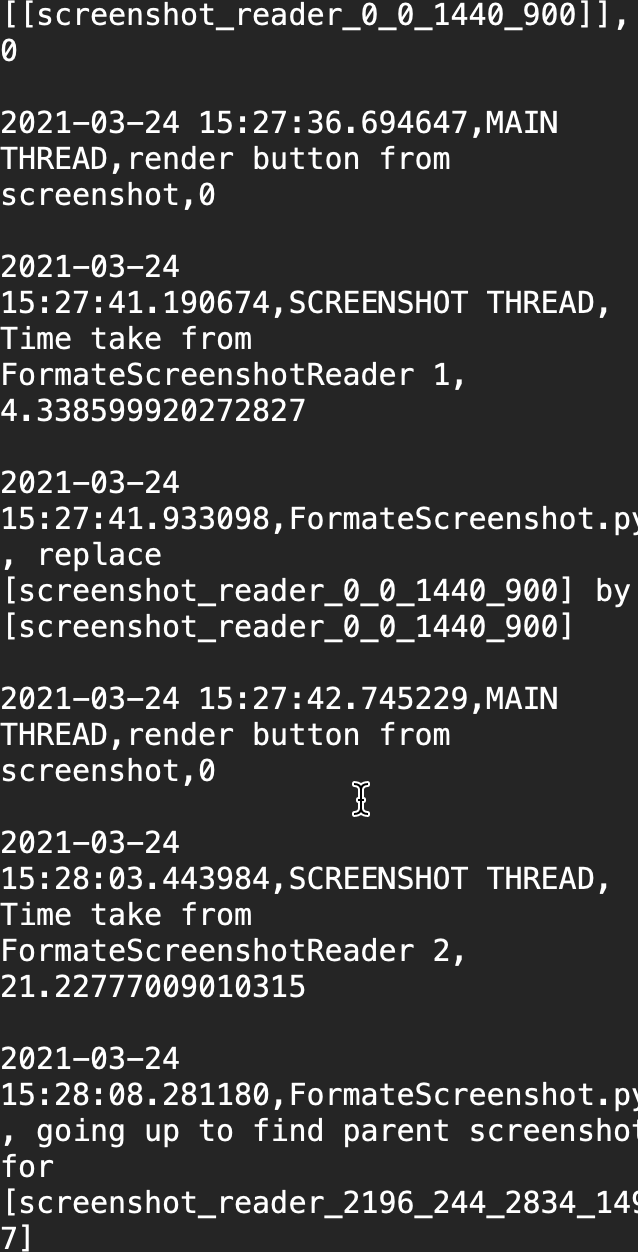 [[screenshot_reader_0_0_1440_900]],
0
2021-03-24 15:27:36.694647,MAIN
THREAD,render button from
screenshot,0
2021-03-24
15:27:41.190674,SCREENSHOT THREAD,
Time take from
FormateScreenshotReader 1,
4.338599920272827
2021-03-24
15:27:41.933098,FormateScreenshot.py
, replace
[screenshot_reader_0_0_1440_900] by
[screenshot_reader_0_0_1440_900]
2021-03-24 15:27:42.745229,MAIN
THREAD,render button from
screenshot,0
2021-03-24
15:28:03.443984,SCREENSHOT THREAD,
Time take from
FormateScreenshotReader 2,
21.22777009010315
2021-03-24
15:28:08.281180,FormateScreenshot.py
, going up to find parent screenshot
for
[screenshot_reader_2196_244_2834_149
7]